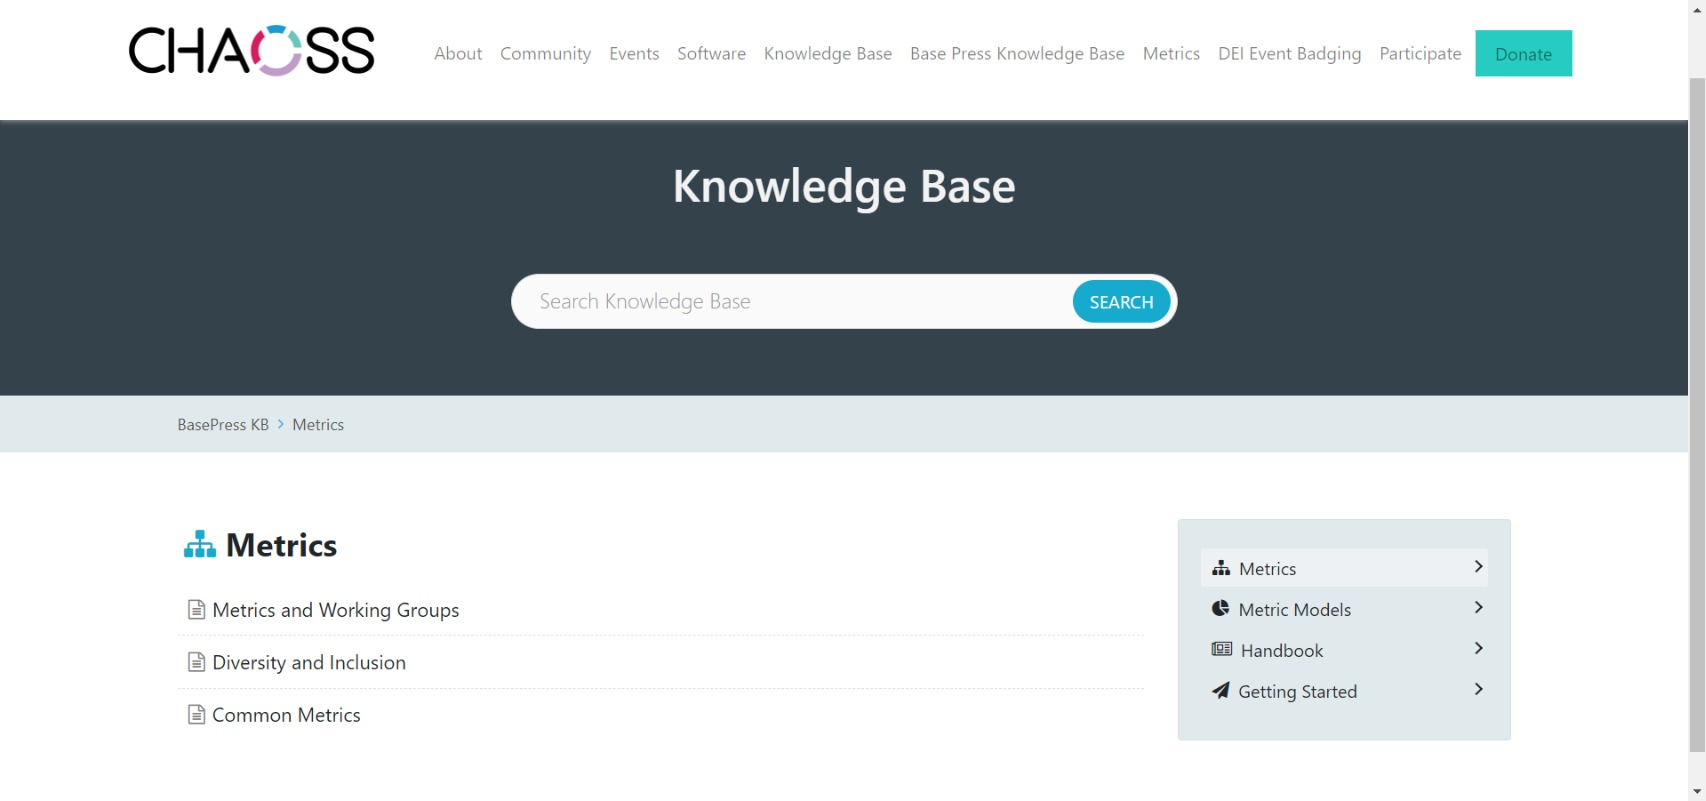 CHAOSS
About Community Events Software Knowledge Base Base Press Knowledge Base Metrics DEI Event Badging Participate Donate
Knowledge Base
Search Knowledge Base SEARCH
BasePress KB > Metrics
Metrics
Metrics and Working Groups
Diversity and Inclusion
Common Metrics
Metrics
Metric Models
Handbook
Getting Started